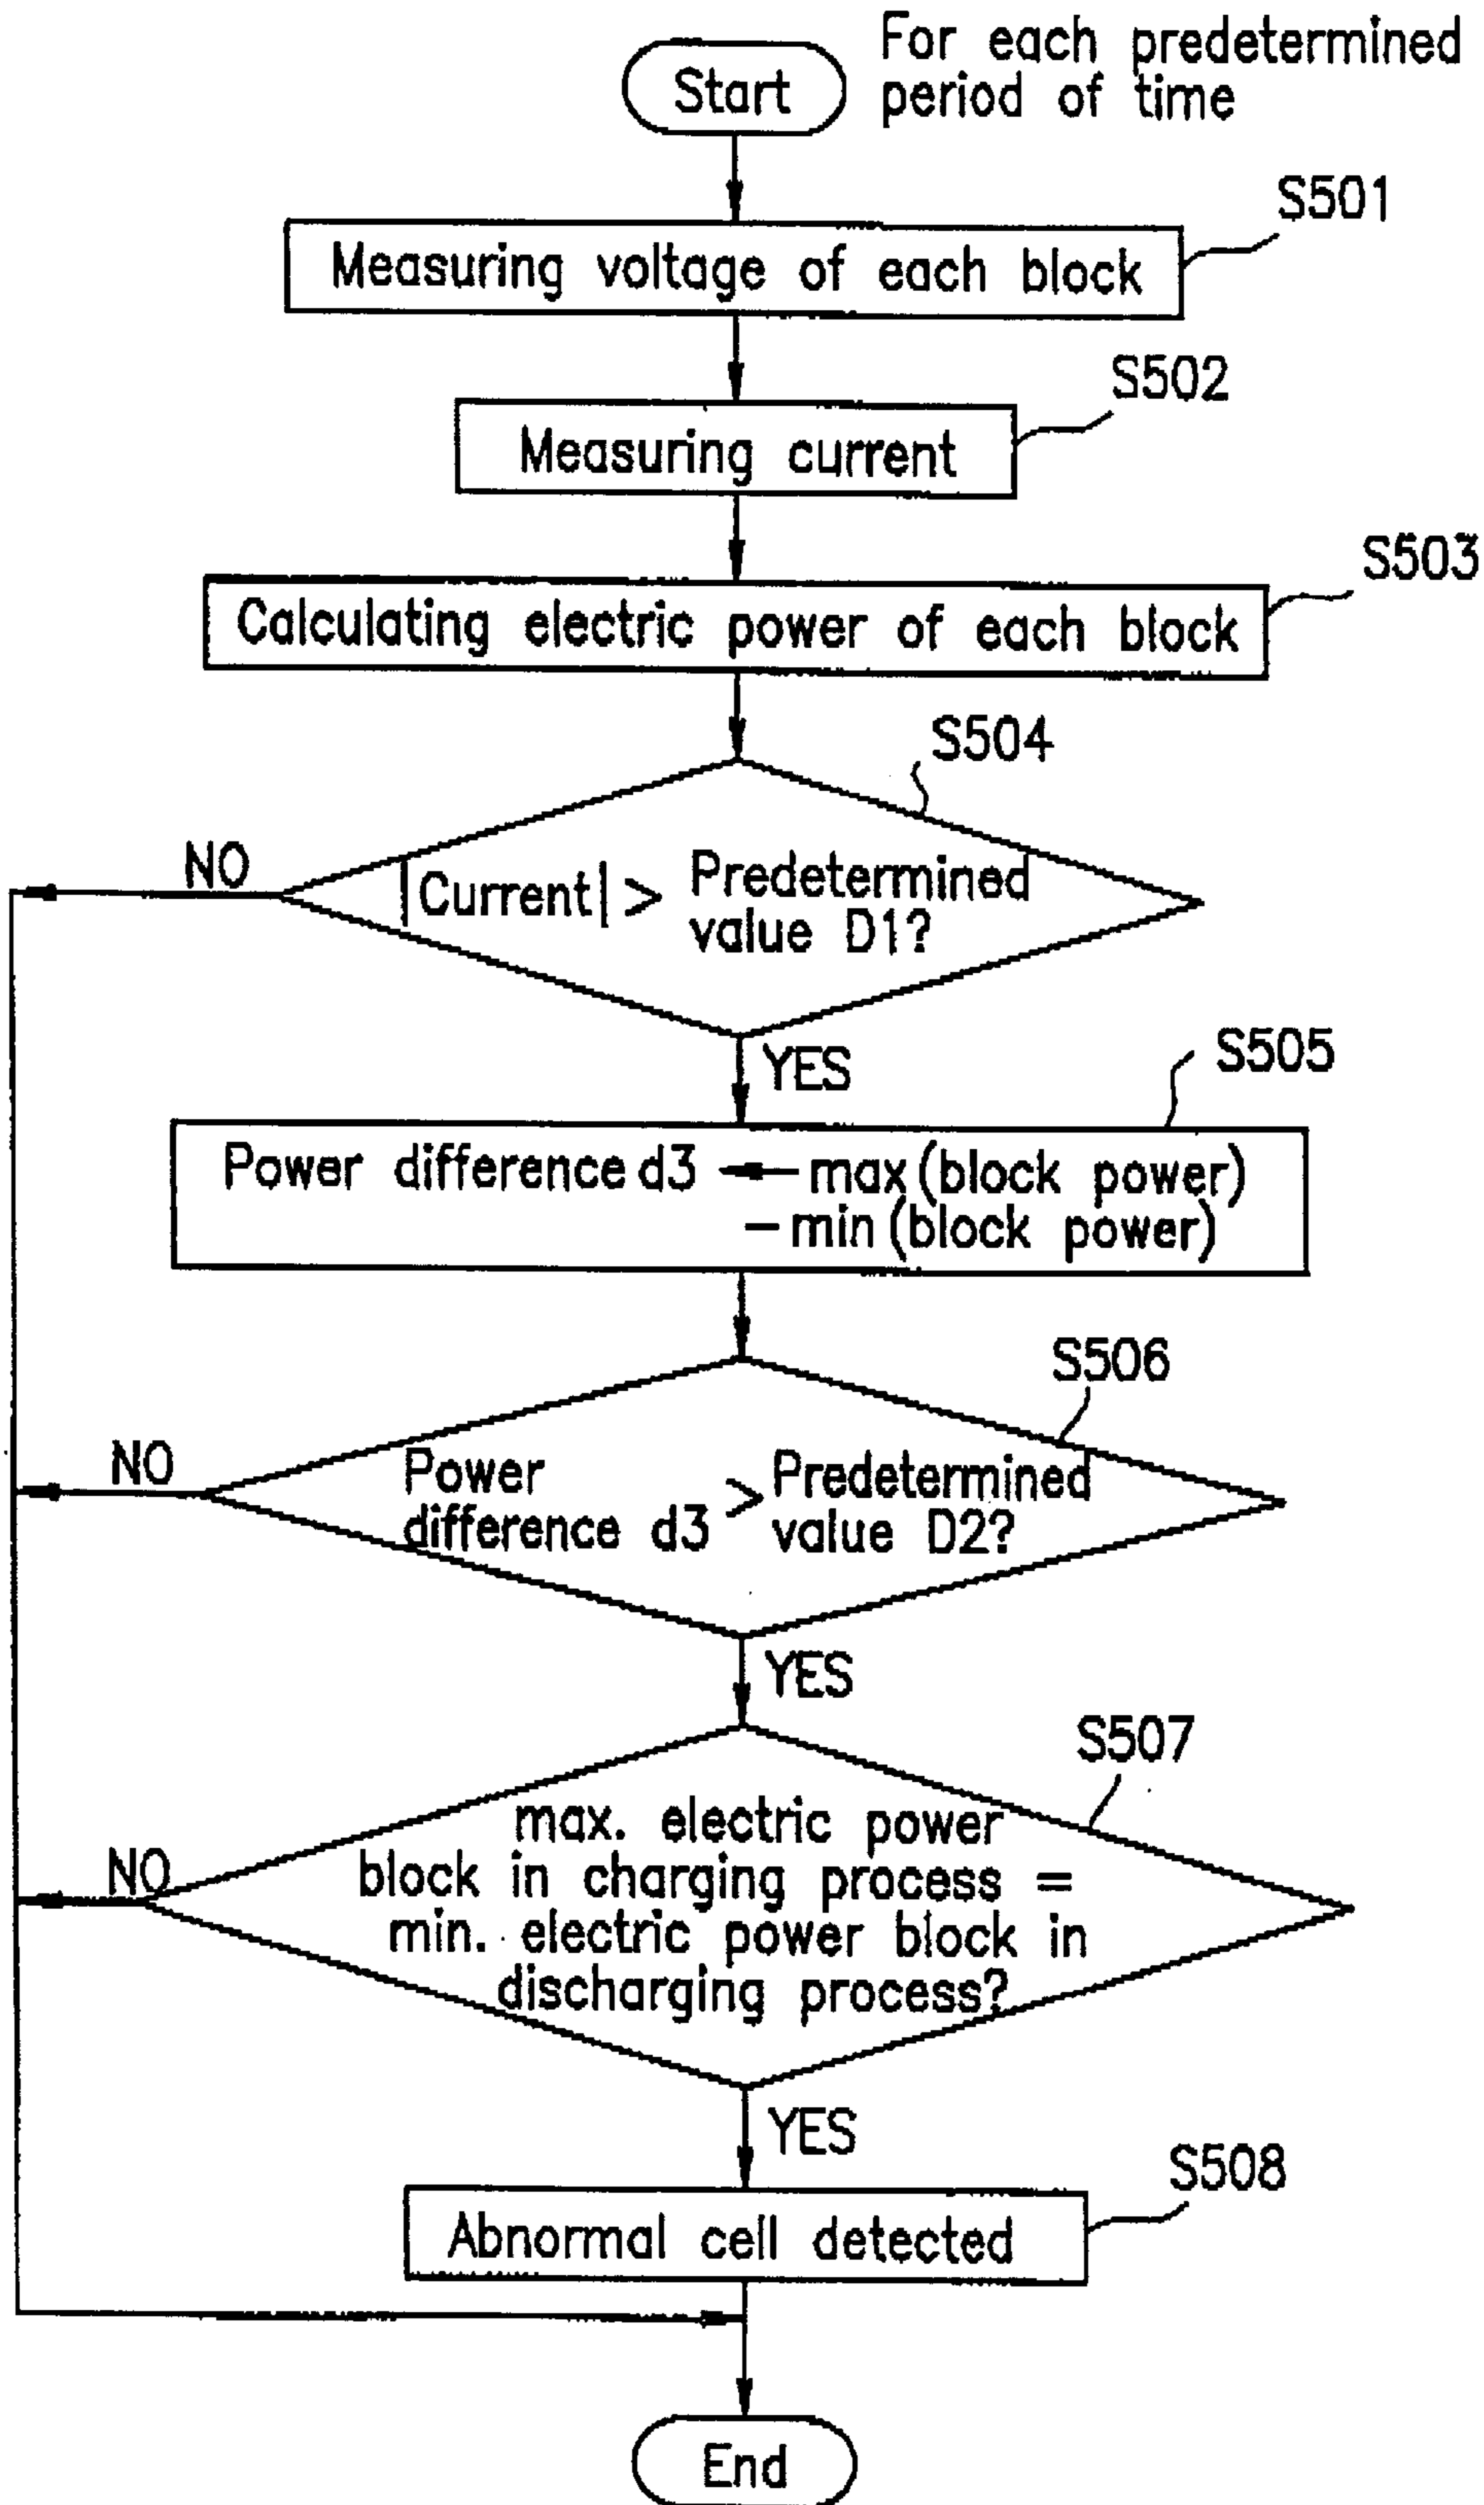 For each predetermined
period of time
Start
S501
Measuring voltage of each block
S502
Measuring current
S503
Calculating electric power of each block
S504
NO
|Current| > Predetermined
value D1?
YES
S505
Power difference d3 ← max(block power)
− min(block power)
S506
NO
Power
difference d3 > Predetermined
value D2?
YES
S507
NO
max. electric power
block in charging process =
min. electric power block in
discharging process?
YES
S508
Abnormal cell detected
End